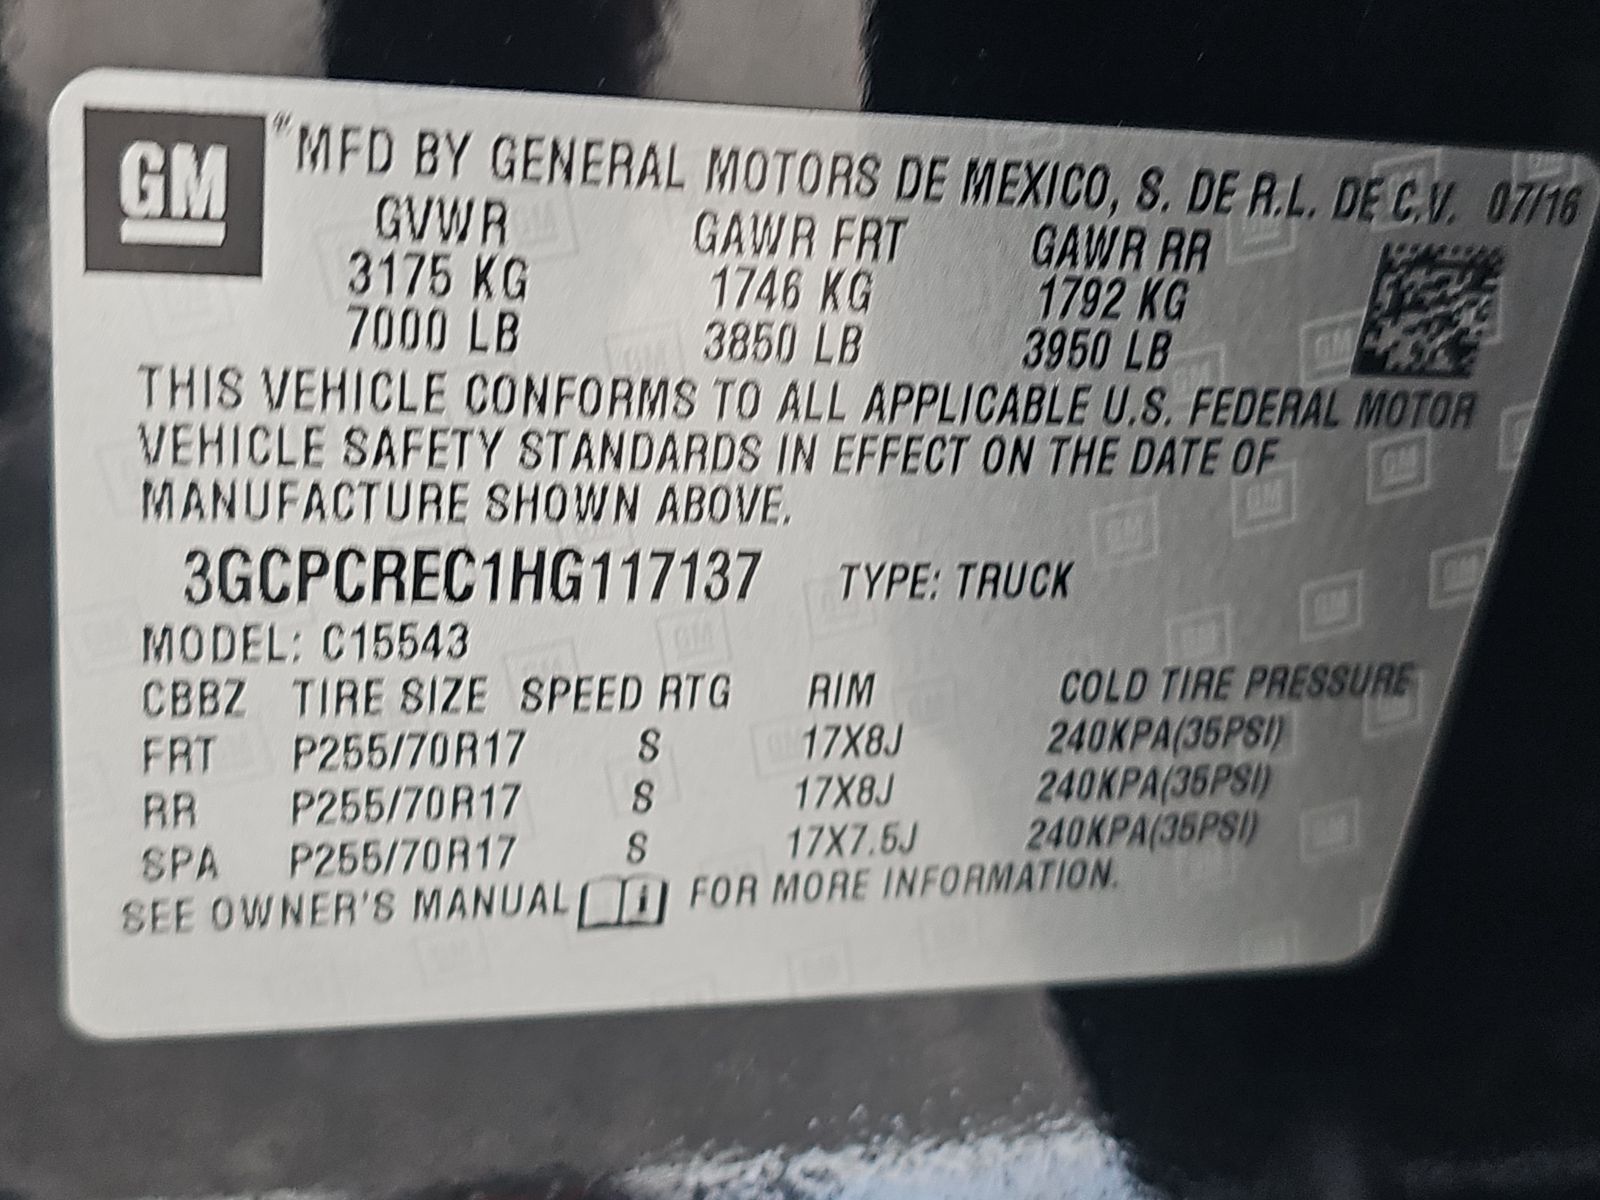 GM
"MFD BY GENERAL MOTORS DE MEXICO, S. DE R.L. DE C.V. 07/16
GVWR GAWR FRT GAWR RR
3175 KG 1746 KG 1792 KG
7000 LB 3850 LB 3950 LB
THIS VEHICLE CONFORMS TO ALL APPLICABLE U.S. FEDERAL MOTOR
VEHICLE SAFETY STANDARDS IN EFFECT ON THE DATE OF
MANUFACTURE SHOWN ABOVE.
3GCPCREC1HG117137 TYPE: TRUCK
MODEL: C15543
CBBZ TIRE SIZE SPEED RTG RIM COLD TIRE PRESSURE
FRT P255/70R17 S 17X8J 240KPA(35PSI)
RR P255/70R17 S 17X8J 240KPA(35PSI)
SPA P255/70R17 S 17X7.5J 240KPA(35PSI)
SEE OWNER'S MANUAL i FOR MORE INFORMATION.